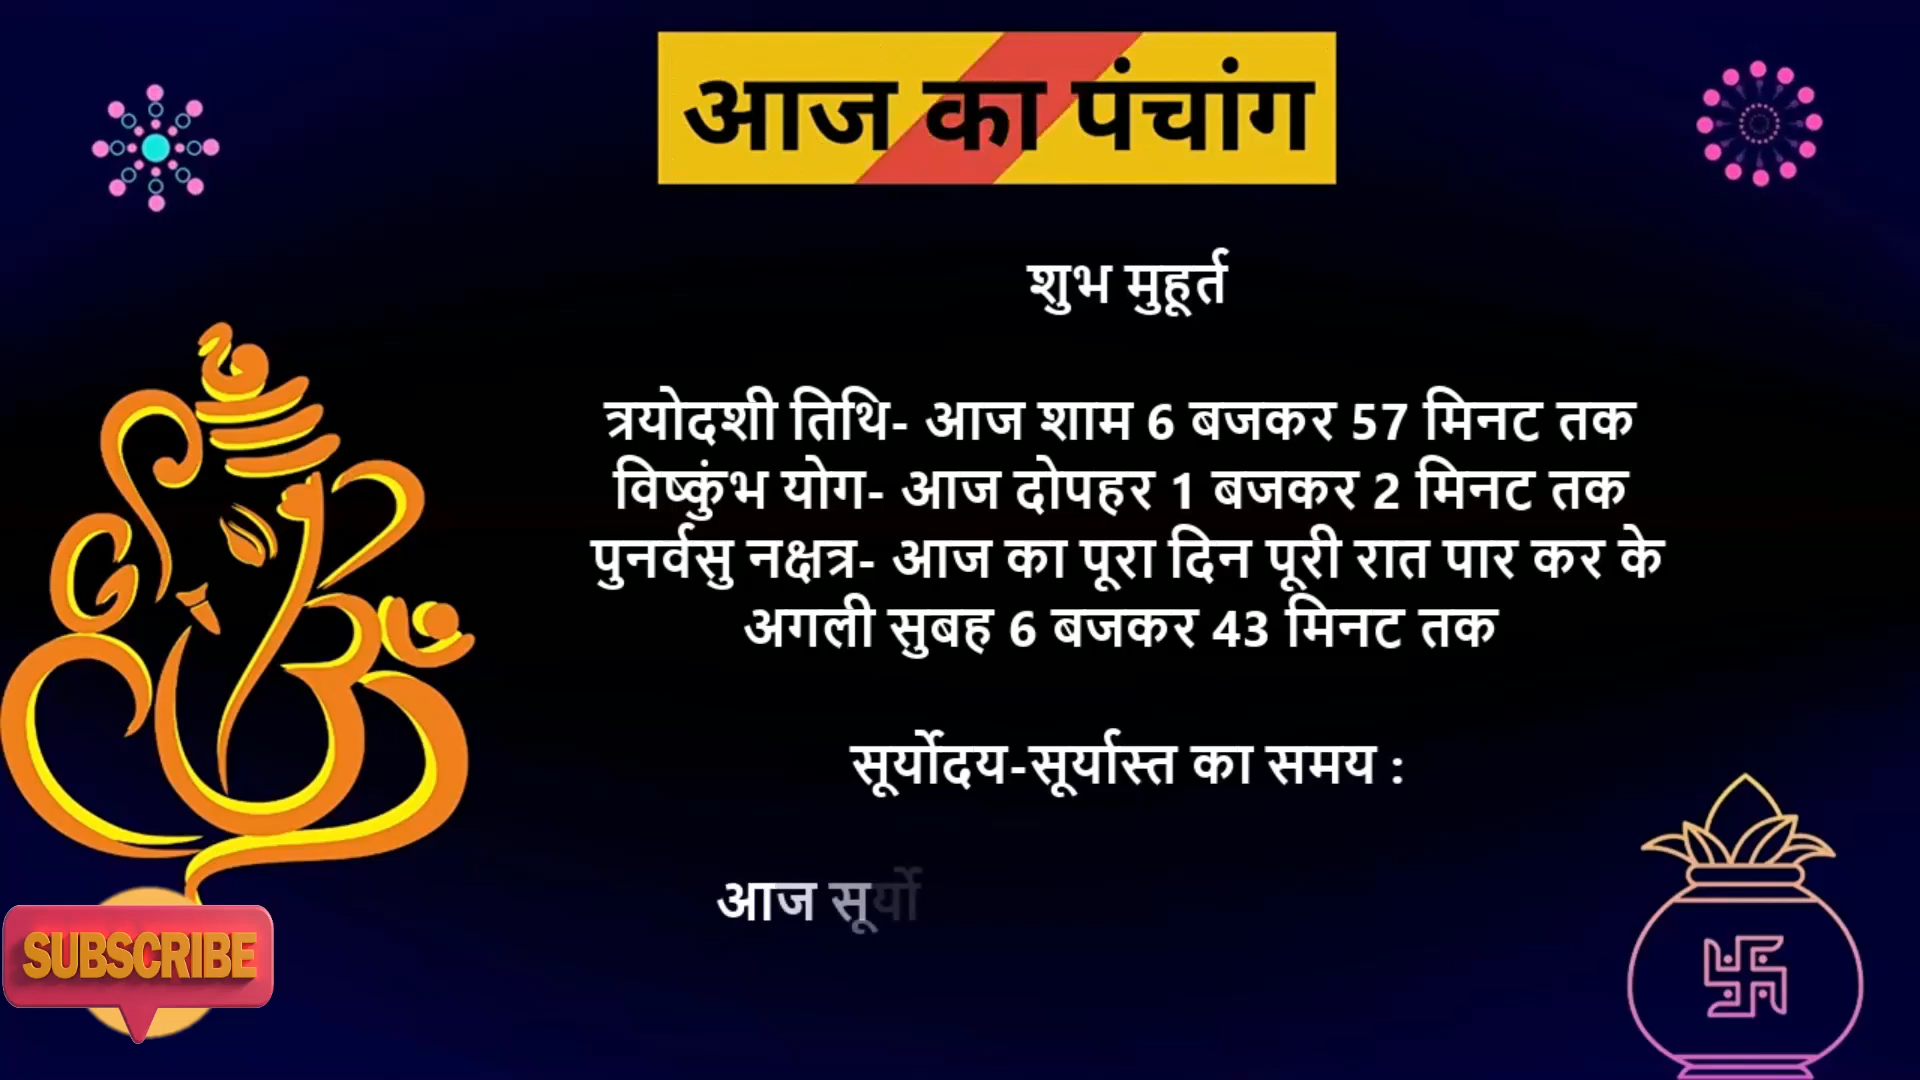 आज का पंचांग
शुभ मुहूर्त
त्रयोदशी तिथि- आज शाम 6 बजकर 57 मिनट तक
विष्कुंभ योग- आज दोपहर 1 बजकर 2 मिनट तक
पुनर्वसु नक्षत्र- आज का पूरा दिन पूरी रात पार कर के
अगली सुबह 6 बजकर 43 मिनट तक
सूर्योदय-सूर्यास्त का समय :
आज सूर्यो
SUBSCRIBE